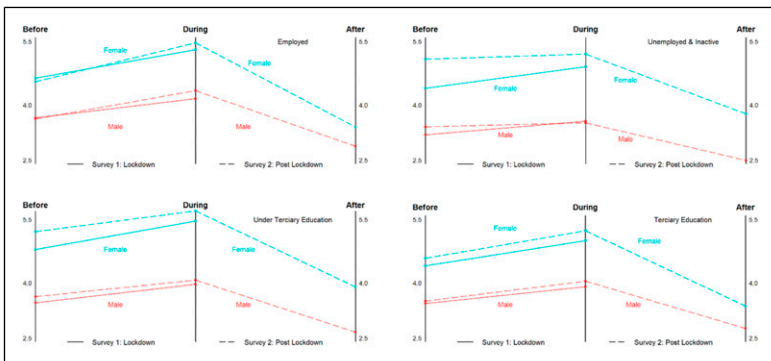 Before During After
5.5 Female Employed 5.5
Female
4.0 4.0
Male Male
2.5 2.5
Survey 1: Lockdown Survey 2: Post Lockdown
Before During After
5.5 Unemployed & Inactive 5.5
Female Female
4.0 4.0
Male Male
2.5 2.5
Survey 1: Lockdown Survey 2: Post Lockdown
Before During After
5.5 Under Terciary Education 5.5
Female Female
4.0 4.0
Male Male
2.5 2.5
Survey 1: Lockdown Survey 2: Post Lockdown
Before During After
5.5 Terciary Education 5.5
Female Female
4.0 4.0
Male Male
2.5 2.5
Survey 1: Lockdown Survey 2: Post Lockdown